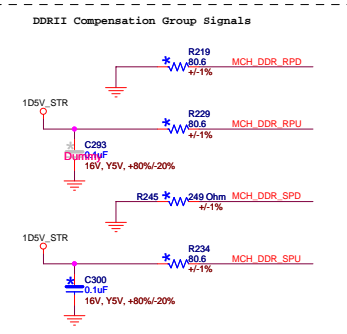 DDRII Compensation Group Signals
R219
80.6
+/-1%
MCH_DDR_RPD
1D5V_STR
R229
80.6
+/-1%
MCH_DDR_RPU
C293
0.1uF
Dummy
16V, Y5V, +80%/-20%
R245
249 Ohm
+/-1%
MCH_DDR_SPD
1D5V_STR
R234
80.6
+/-1%
MCH_DDR_SPU
C300
0.1uF
16V, Y5V, +80%/-20%